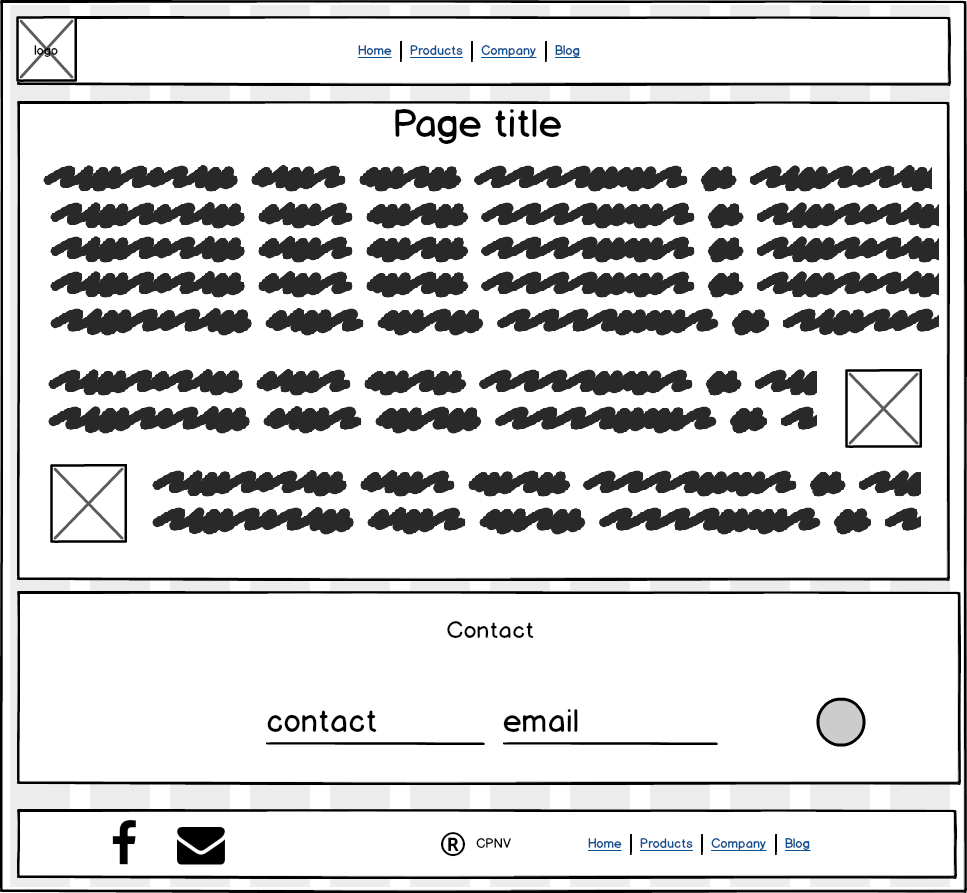 logo
Home Products Company Blog
Page title
Contact
contact email
® CPNV Home Products Company Blog